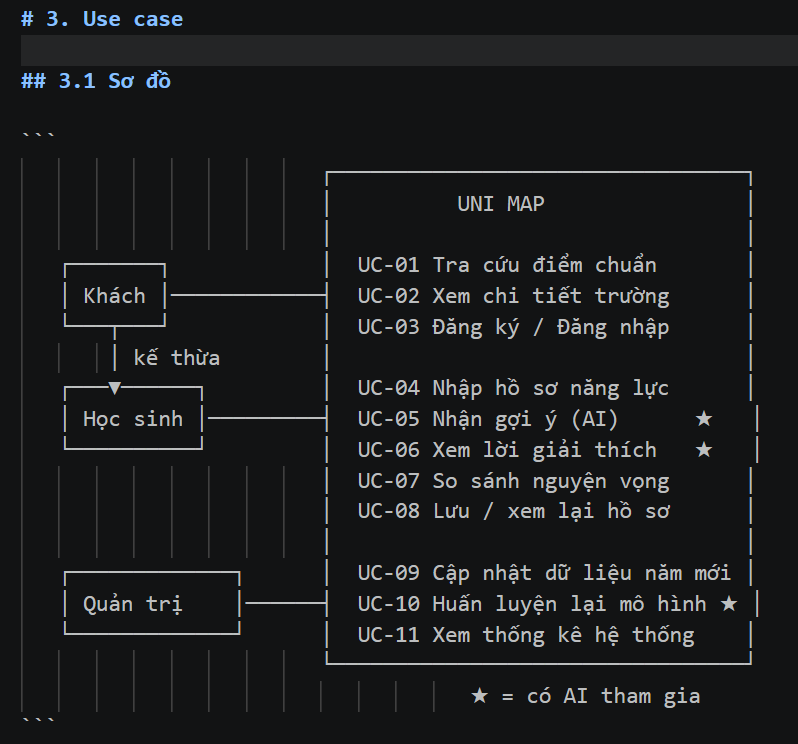 # 3. Use case
## 3.1 Sơ đồ
```
UNI MAP
UC-01 Tra cứu điểm chuẩn
Khách UC-02 Xem chi tiết trường
UC-03 Đăng ký / Đăng nhập
kế thừa
UC-04 Nhập hồ sơ năng lực
Học sinh UC-05 Nhận gợi ý (AI) ★
UC-06 Xem lời giải thích ★
UC-07 So sánh nguyện vọng
UC-08 Lưu / xem lại hồ sơ
UC-09 Cập nhật dữ liệu năm mới
Quản trị UC-10 Huấn luyện lại mô hình ★
UC-11 Xem thống kê hệ thống
★ = có AI tham gia
```